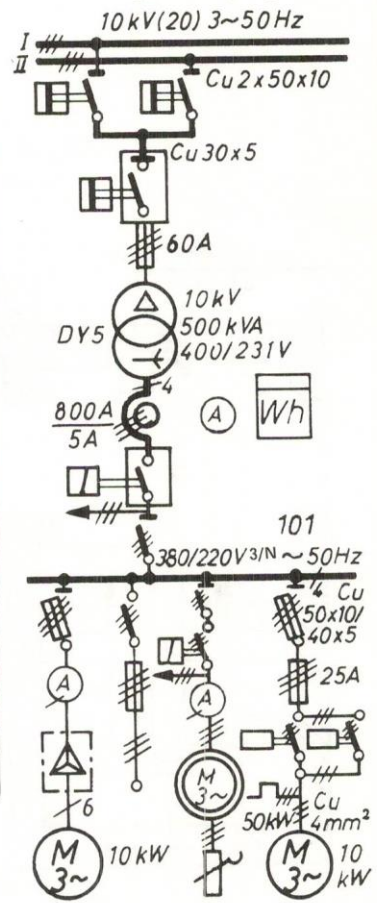 10 kV (20) 3~50 Hz
I
II
Cu 2x50x10
Cu 30x5
60A
10 kV
DY5
500 kVA
400/231V
4
800A
5A
A
Wh
101
380/220V 3/N ~ 50Hz
4 Cu
50x10/
40x5
A
A
25A
M
3~
6
50kW
Cu
4mm²
M
3~
10 kW
M
3~
10
kW